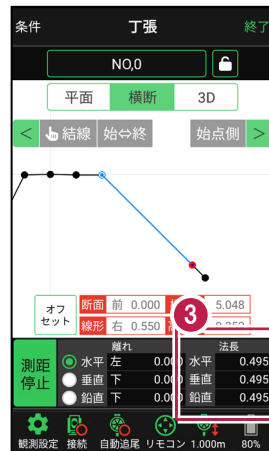 条件 丁張 終了
NO,0
平面 横断 3D
< 結線 始⇔終 始点側 >
オフセット 断面 前 0.000 5.048
線形 右 0.550
3
離れ 法長
測距停止 水平 左 0.000 水平 0.495
垂直 下 0.000 垂直 0.495
鉛直 下 0.000 鉛直 0.495
観測設定 接続 自動追尾 リモコン 1.000m 80%